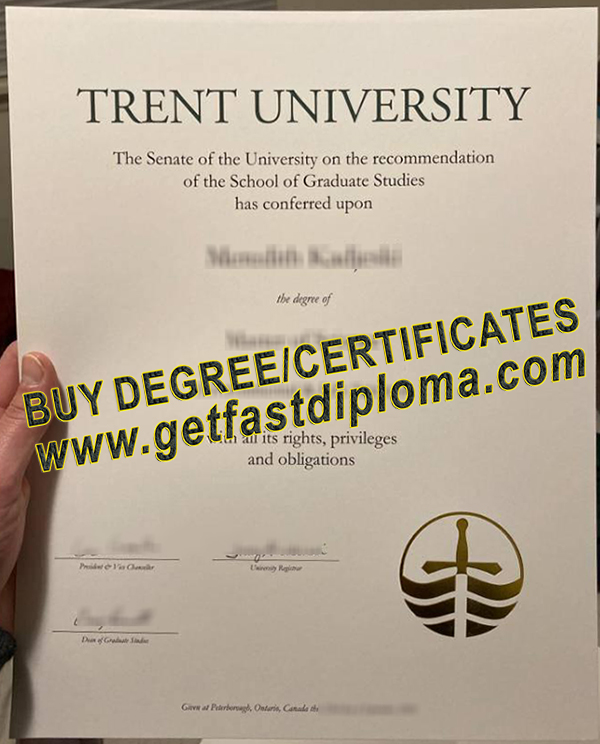 TRENT UNIVERSITY
The Senate of the University on the recommendation
of the School of Graduate Studies
has conferred upon
the degree of
BUY DEGREE/CERTIFICATES
www.getfastdiploma.com
with all its rights, privileges
and obligations
President & Vice Chancellor
University Registrar
Dean of Graduate Studies
Given at Peterborough, Ontario, Canada